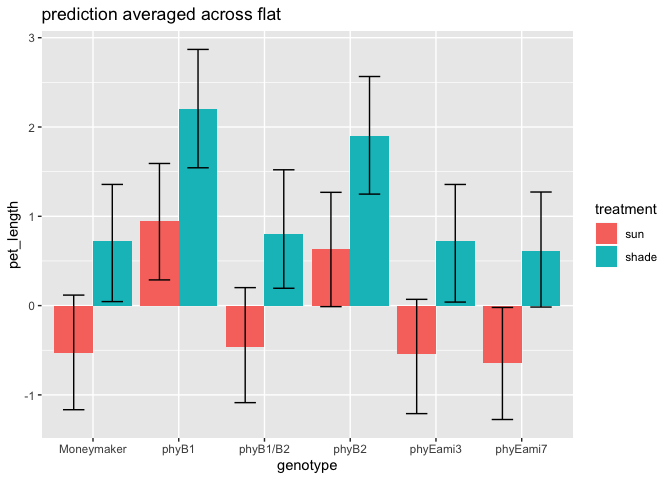 prediction averaged across flat
3
2
1
0
-1
pet_length
Moneymaker phyB1 phyB1/B2 phyB2 phyEami3 phyEami7
genotype
treatment
sun
shade